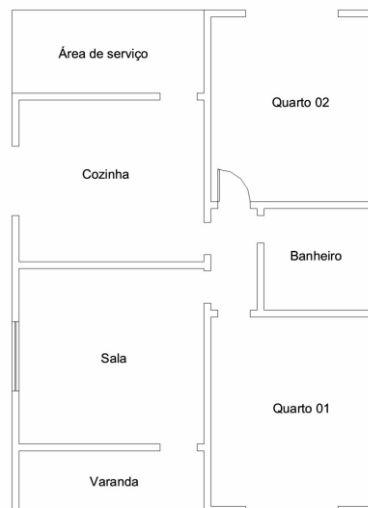 Área de serviço
Quarto 02
Cozinha
Banheiro
Sala
Quarto 01
Varanda